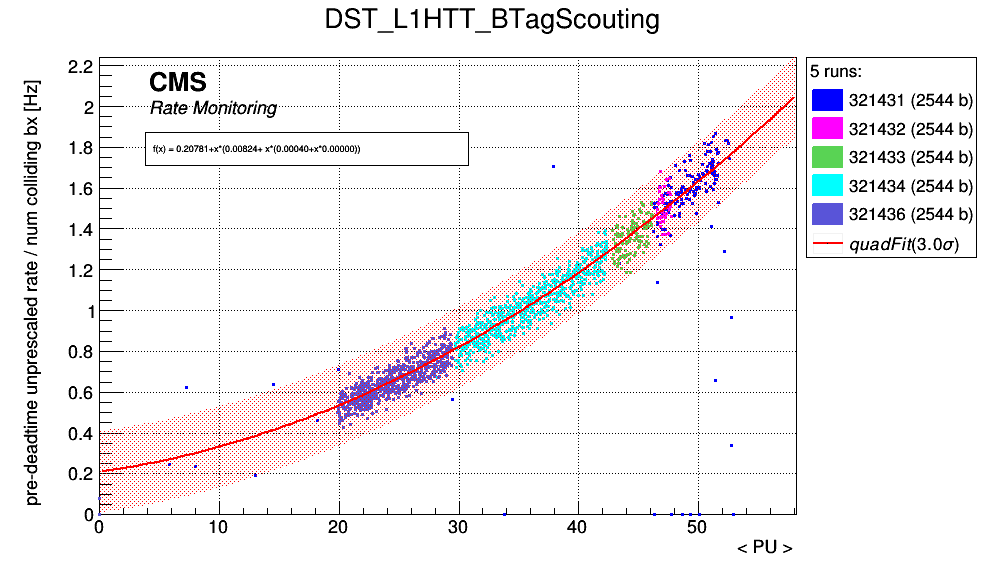 DST_L1HTT_BTagScouting
pre-deadtime unprescaled rate / num colliding bx [Hz]
CMS
Rate Monitoring
f(x) = 0.20781+x*(0.00824+ x*(0.00040+x*0.00000))
2.2
2
1.8
1.6
1.4
1.2
1
0.8
0.6
0.4
0.2
0
0 10 20 30 40 50
< PU >
5 runs:
321431 (2544 b)
321432 (2544 b)
321433 (2544 b)
321434 (2544 b)
321436 (2544 b)
quadFit(3.0σ)